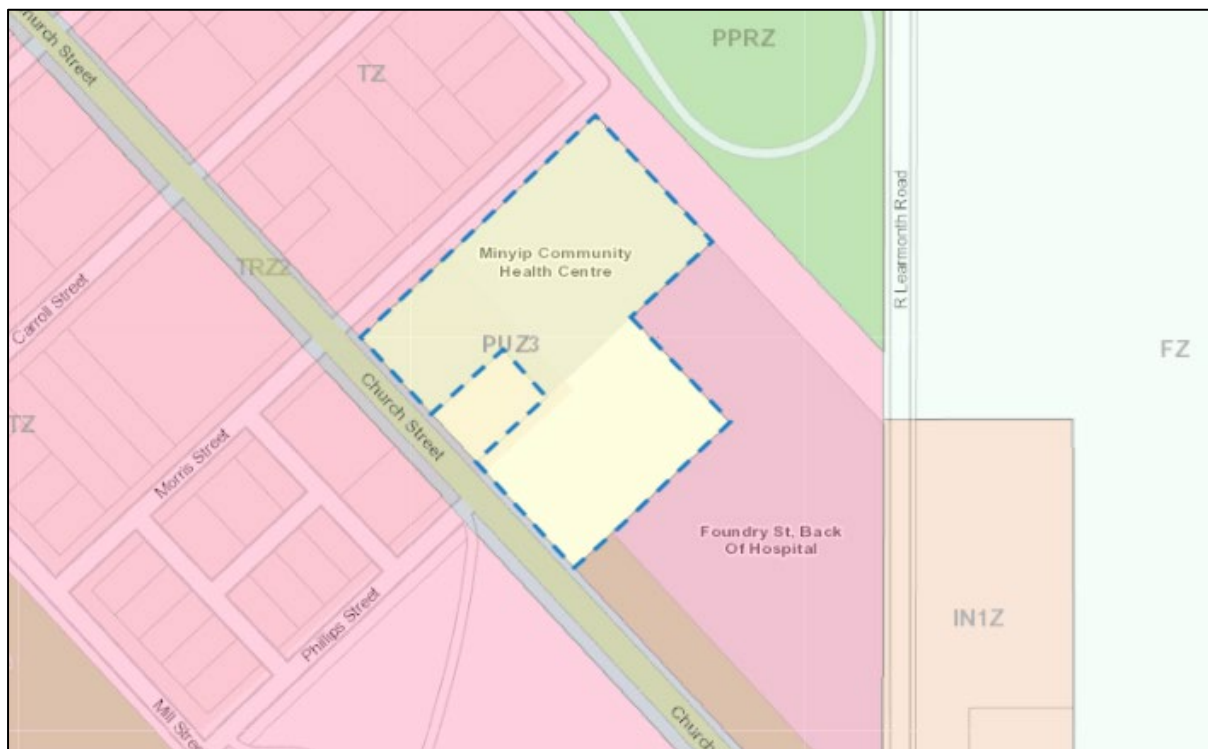 Church Street
TZ
PPRZ
Minyip Community
Health Centre
R Learmonth Road
TRZ2
Carroll Street
PUZ3
FZ
Church Street
TZ
Morris Street
Foundry St, Back
Of Hospital
IN1Z
Phillips Street
Mill Stree
Church